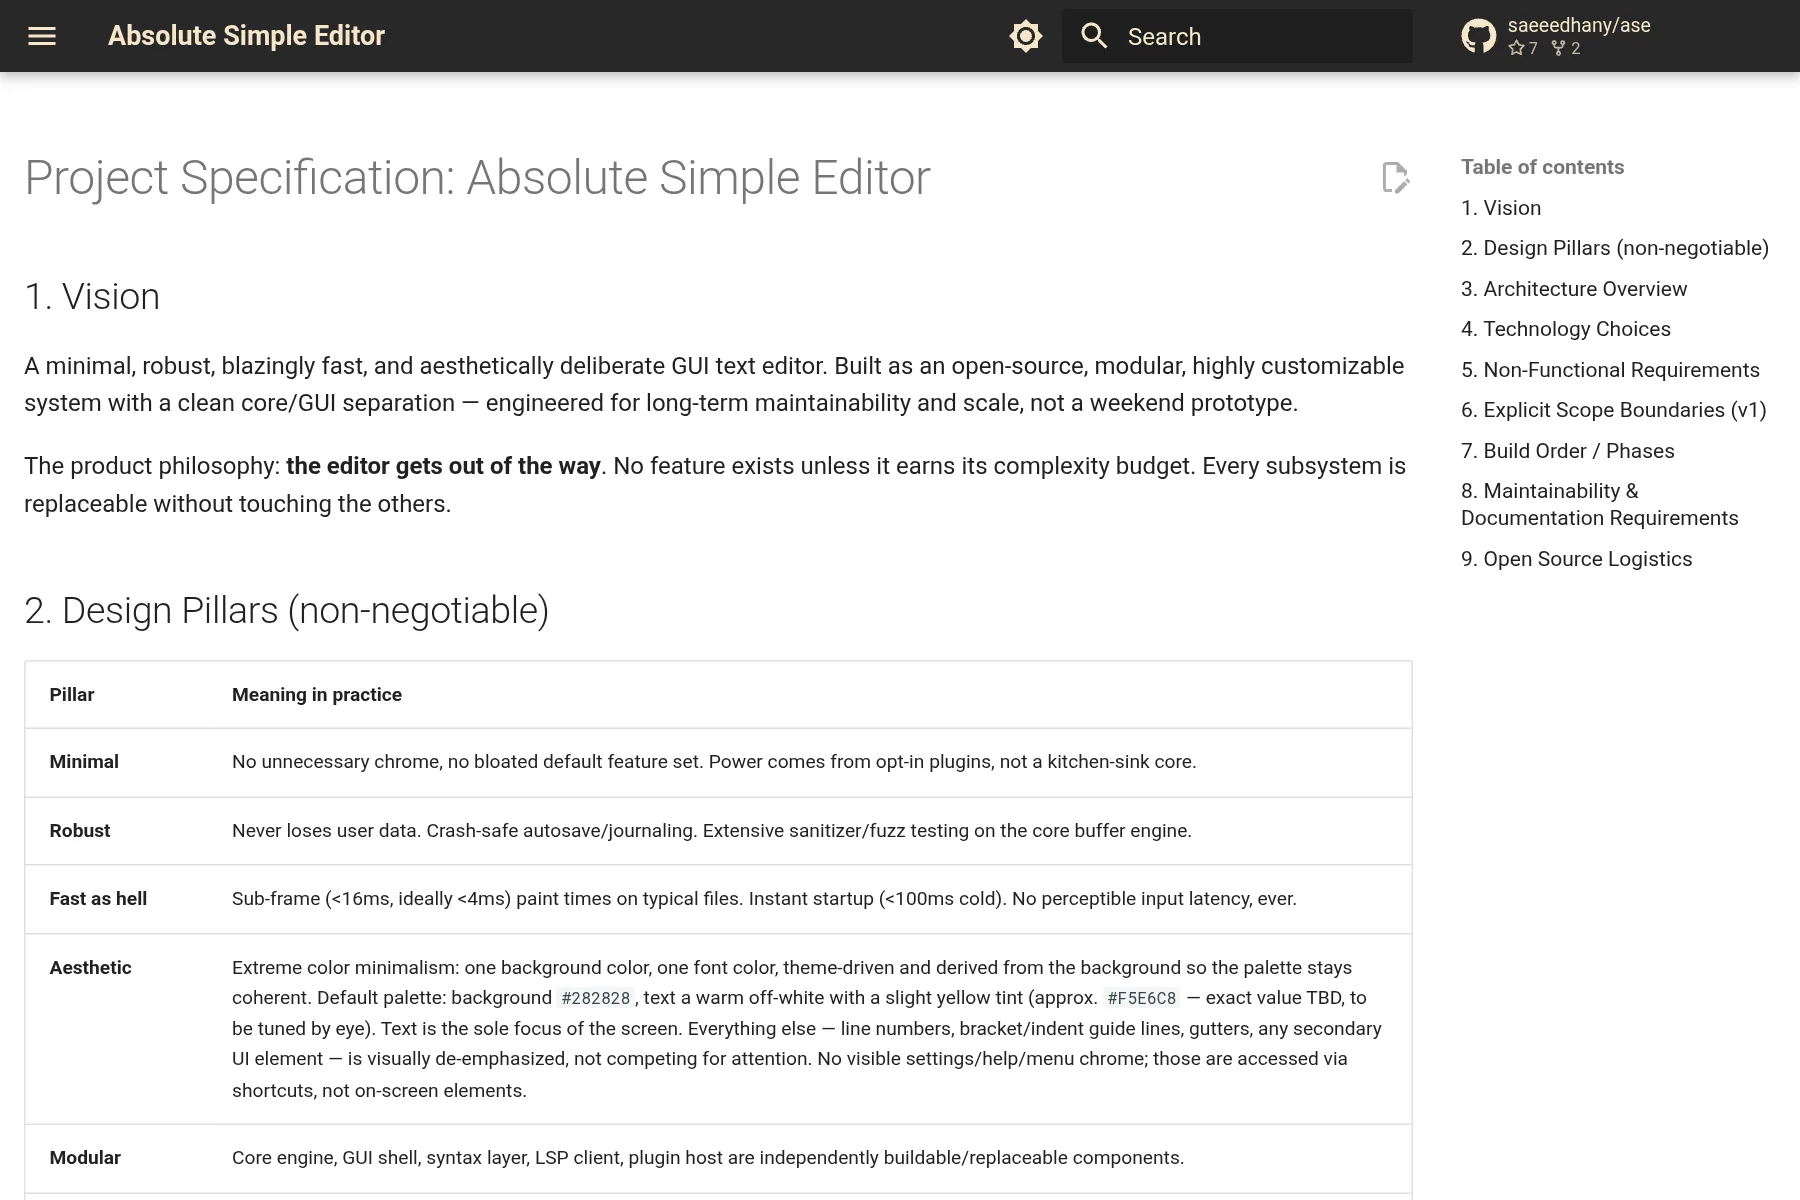 Absolute Simple Editor
Search
saeeedhany/ase
7 2
Project Specification: Absolute Simple Editor
1. Vision
A minimal, robust, blazingly fast, and aesthetically deliberate GUI text editor. Built as an open-source, modular, highly customizable
system with a clean core/GUI separation — engineered for long-term maintainability and scale, not a weekend prototype.
The product philosophy: the editor gets out of the way. No feature exists unless it earns its complexity budget. Every subsystem is
replaceable without touching the others.
2. Design Pillars (non-negotiable)
Pillar Meaning in practice
Minimal No unnecessary chrome, no bloated default feature set. Power comes from opt-in plugins, not a kitchen-sink core.
Robust Never loses user data. Crash-safe autosave/journaling. Extensive sanitizer/fuzz testing on the core buffer engine.
Fast as hell Sub-frame (<16ms, ideally <4ms) paint times on typical files. Instant startup (<100ms cold). No perceptible input latency, ever.
Aesthetic Extreme color minimalism: one background color, one font color, theme-driven and derived from the background so the palette stays
coherent. Default palette: background #282828, text a warm off-white with a slight yellow tint (approx. #F5E6C8 — exact value TBD, to
be tuned by eye). Text is the sole focus of the screen. Everything else — line numbers, bracket/indent guide lines, gutters, any secondary
UI element — is visually de-emphasized, not competing for attention. No visible settings/help/menu chrome; those are accessed via
shortcuts, not on-screen elements.
Modular Core engine, GUI shell, syntax layer, LSP client, plugin host are independently buildable/replaceable components.
Table of contents
1. Vision
2. Design Pillars (non-negotiable)
3. Architecture Overview
4. Technology Choices
5. Non-Functional Requirements
6. Explicit Scope Boundaries (v1)
7. Build Order / Phases
8. Maintainability &
Documentation Requirements
9. Open Source Logistics